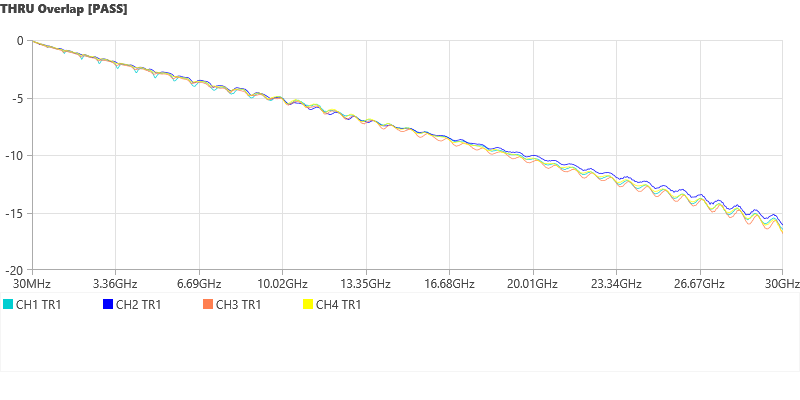 THRU Overlap [PASS]
0
-5
-10
-15
-20
30MHz 3.36GHz 6.69GHz 10.02GHz 13.35GHz 16.68GHz 20.01GHz 23.34GHz 26.67GHz 30GHz
CH1 TR1 CH2 TR1 CH3 TR1 CH4 TR1